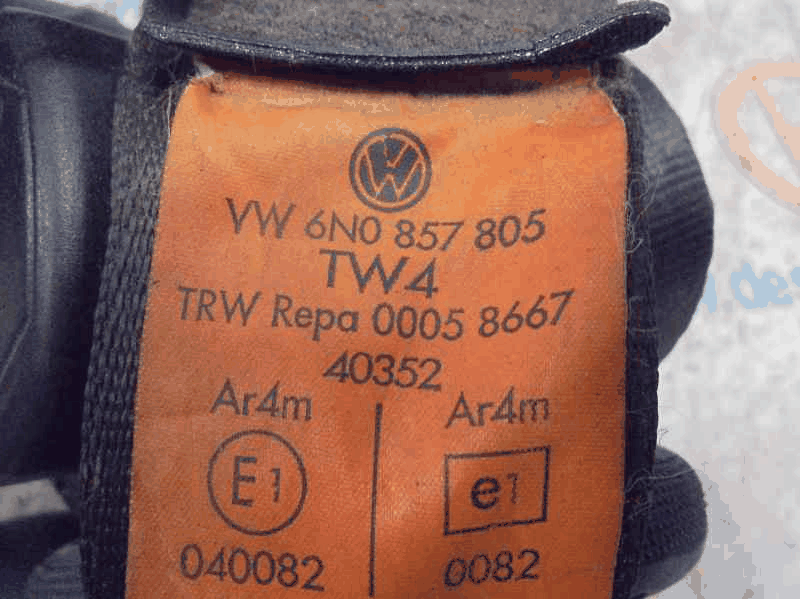 VW 6N0 857 805
TW4
TRW Repa 0005 8667
40352
Ar4m Ar4m
E1 e1
040082 0082